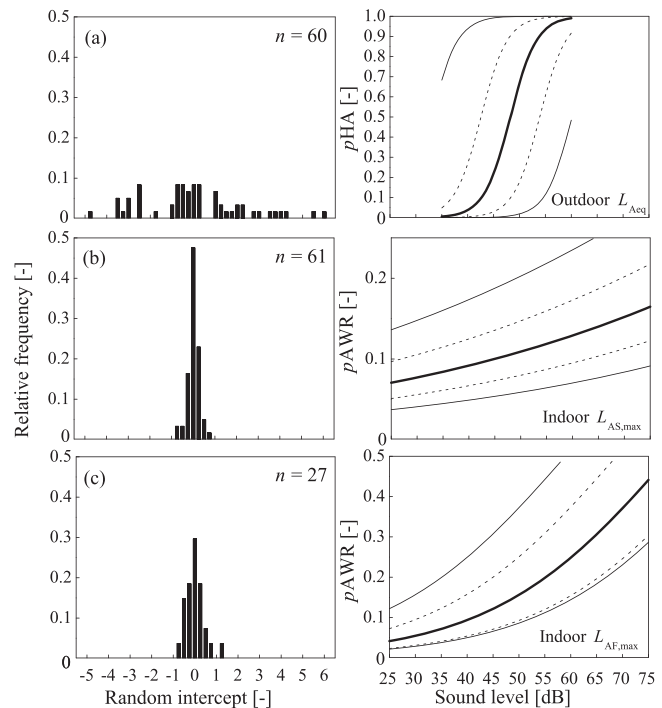 0.5
0.4
0.3
0.2
0.1
0
(a)
n = 60
1.0
0.9
0.8
0.7
0.6
0.5
0.4
0.3
0.2
0.1
0.0
pHA [-]
Outdoor LAeq
0.5
0.4
0.3
0.2
0.1
0
(b)
n = 61
Relative frequency [-]
0.2
0.1
0
pAWR [-]
Indoor LAS,max
0.4
0.3
0.2
0.1
0
(c)
n = 27
-5 -4 -3 -2 -1 0 1 2 3 4 5 6
Random intercept [-]
0.5
0.4
0.3
0.2
0.1
0
pAWR [-]
Indoor LAF,max
25 30 35 40 45 50 55 60 65 70 75
Sound level [dB]